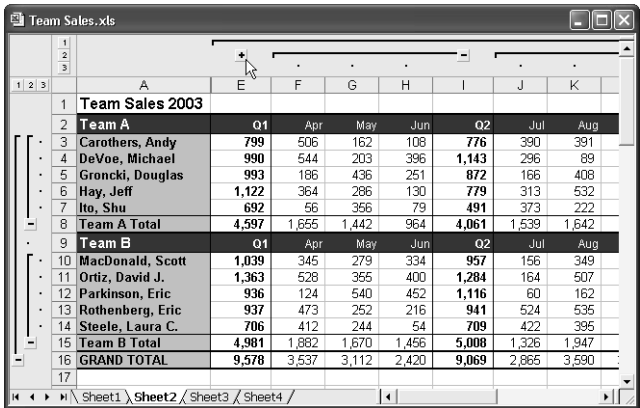 Team Sales.xls
1
2
3
1 2 3
A E F G H I J K
1 Team Sales 2003
2 Team A Q1 Apr May Jun Q2 Jul Aug
3 Carothers, Andy 799 506 162 108 776 390 391
4 DeVoe, Michael 990 544 203 396 1,143 296 89
5 Groncki, Douglas 993 186 436 251 872 166 408
6 Hay, Jeff 1,122 364 286 130 779 313 532
7 Ito, Shu 692 56 356 79 491 373 222
8 Team A Total 4,597 1,655 1,442 964 4,061 1,539 1,642
9 Team B Q1 Apr May Jun Q2 Jul Aug
10 MacDonald, Scott 1,039 345 279 334 957 156 349
11 Ortiz, David J. 1,363 528 355 400 1,284 164 507
12 Parkinson, Eric 936 124 540 452 1,116 60 162
13 Rothenberg, Eric 937 473 252 216 941 524 535
14 Steele, Laura C. 706 412 244 54 709 422 395
15 Team B Total 4,981 1,882 1,670 1,456 5,008 1,326 1,947
16 GRAND TOTAL 9,578 3,537 3,112 2,420 9,069 2,865 3,590
17
Sheet1 Sheet2 Sheet3 Sheet4